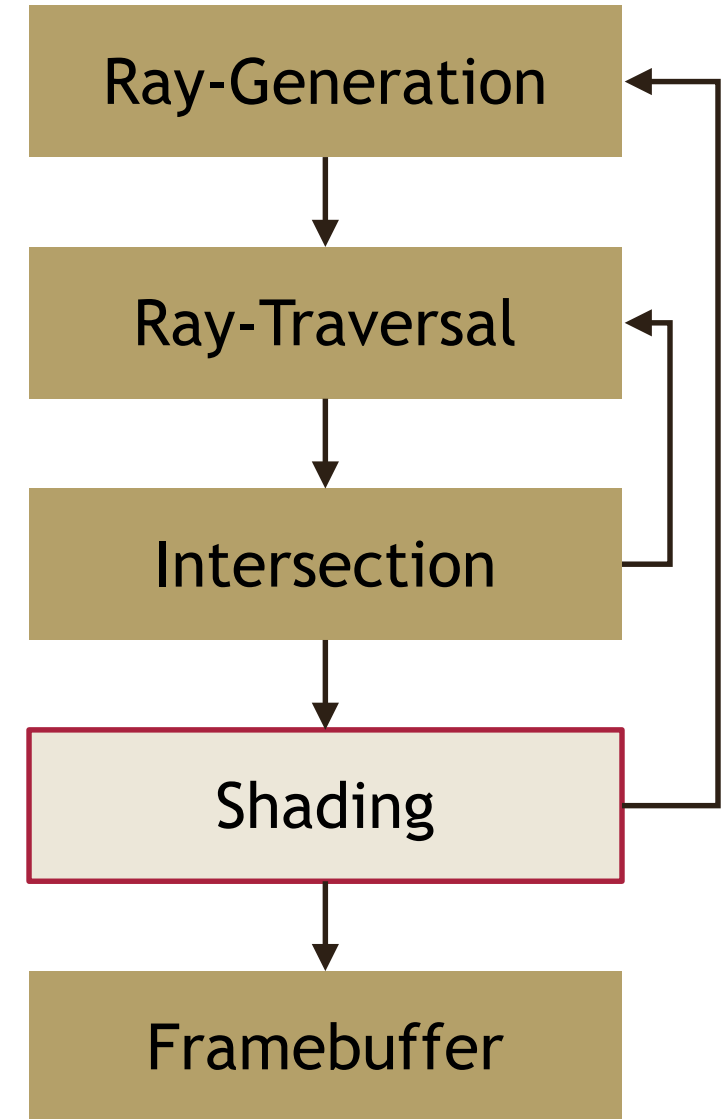 Ray-Generation
Ray-Traversal
Intersection
Shading
Framebuffer